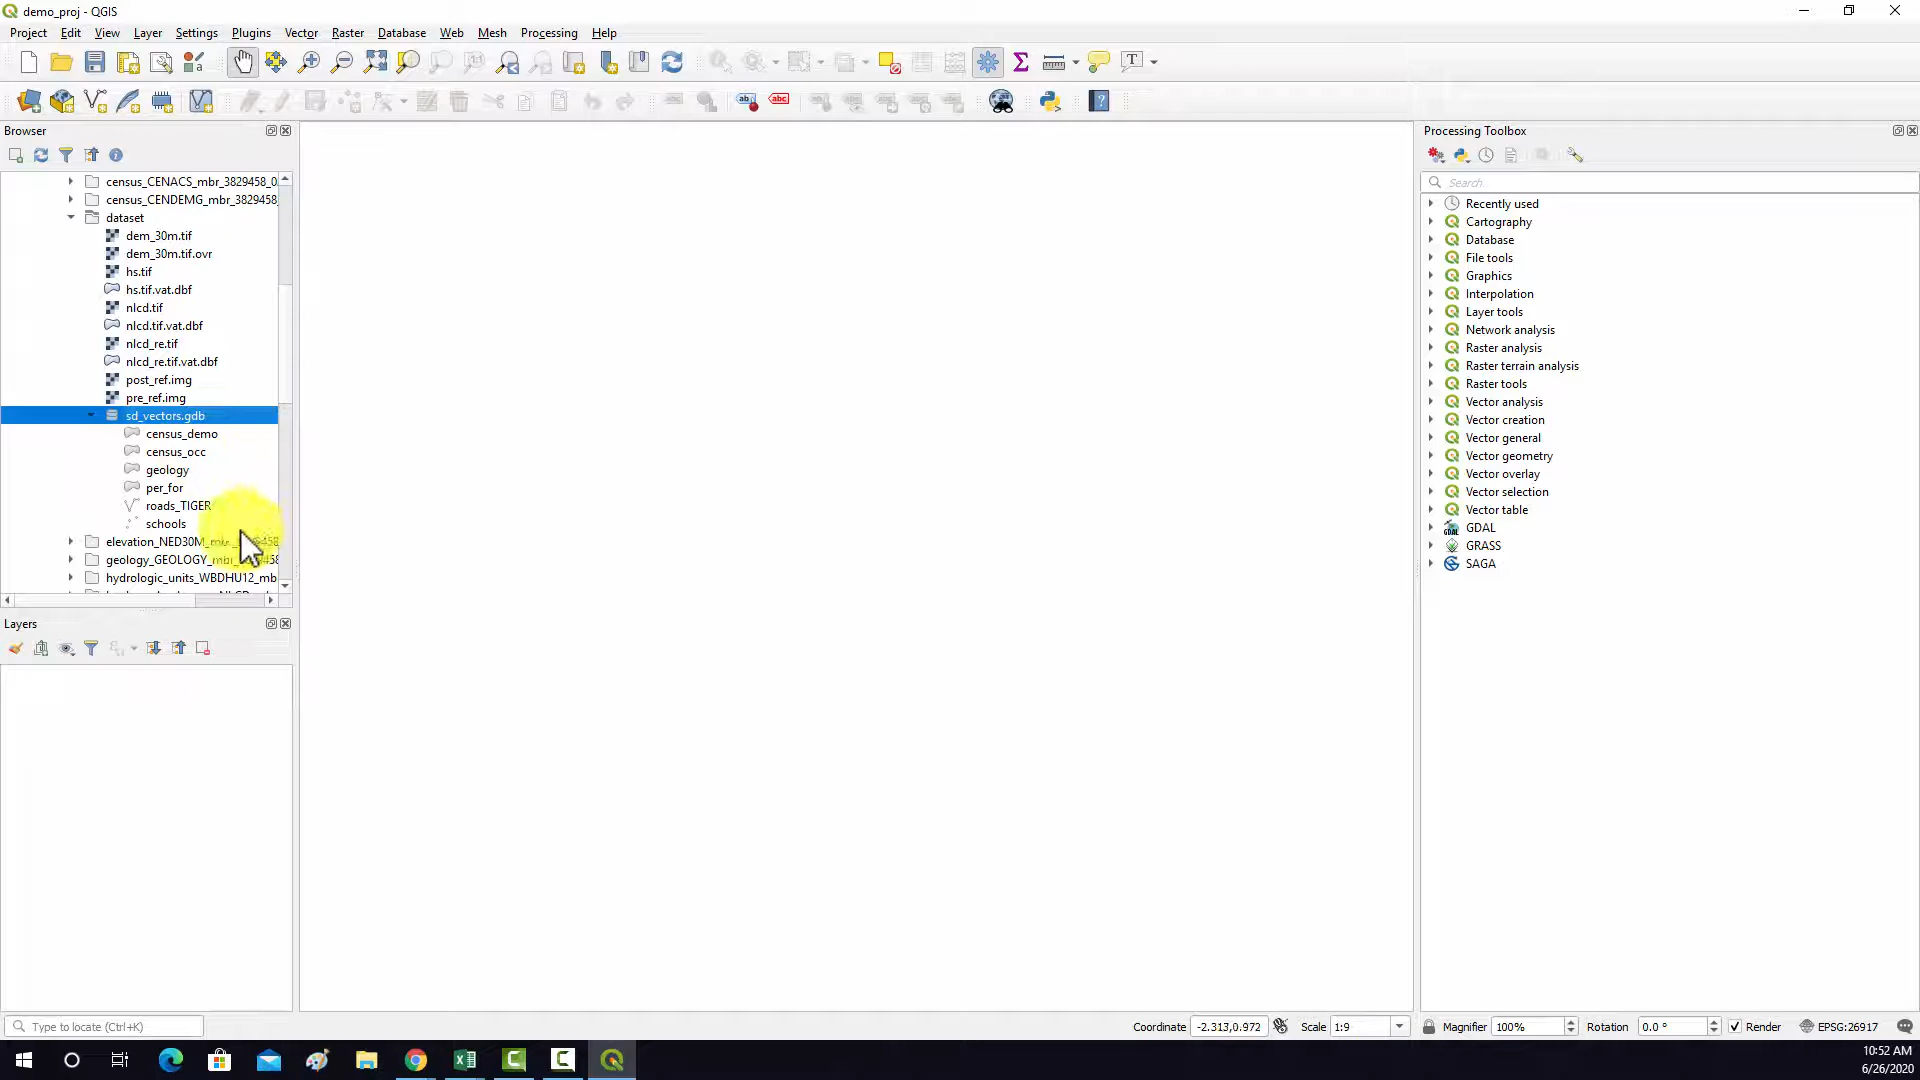 demo_proj - QGIS
Project Edit View Layer Settings Plugins Vector Raster Database Web Mesh Processing Help
Browser
census_CENACS_mbr_3829458_0
census_CENDEMG_mbr_3829458_
dataset
dem_30m.tif
dem_30m.tif.ovr
hs.tif
hs.tif.vat.dbf
nlcd.tif
nlcd.tif.vat.dbf
nlcd_re.tif
nlcd_re.tif.vat.dbf
post_ref.img
pre_ref.img
sd_vectors.gdb
census_demo
census_occ
geology
per_for
roads_TIGER
schools
elevation_NED30M_
geology_GEOLOGY_
hydrologic_units_WBDHU12_mb
Layers
Type to locate (Ctrl+K)
Processing Toolbox
Search
Recently used
Cartography
Database
File tools
Graphics
Interpolation
Layer tools
Network analysis
Raster analysis
Raster terrain analysis
Raster tools
Vector analysis
Vector creation
Vector general
Vector geometry
Vector overlay
Vector selection
Vector table
GDAL
GRASS
SAGA
Coordinate -2.313,0.972 Scale 1:9 Magnifier 100% Rotation 0.0 ° Render EPSG:26917
10:52 AM
6/26/2020